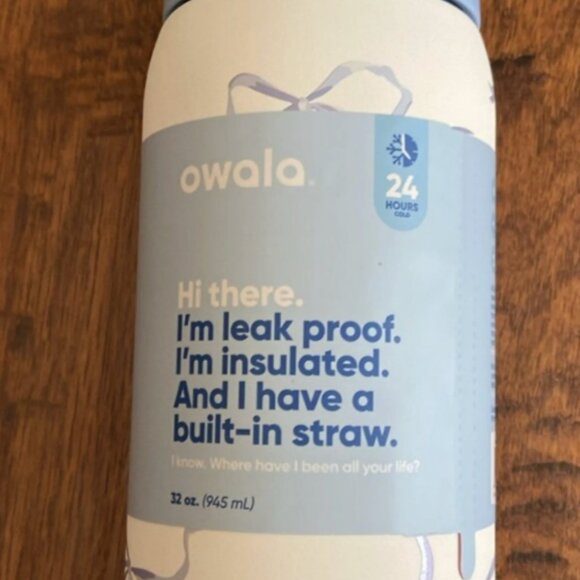 owala
24
HOURS
COLD
Hi there.
I'm leak proof.
I'm insulated.
And I have a
built-in straw.
I know. Where have I been all your life?
32 oz. (945 mL)